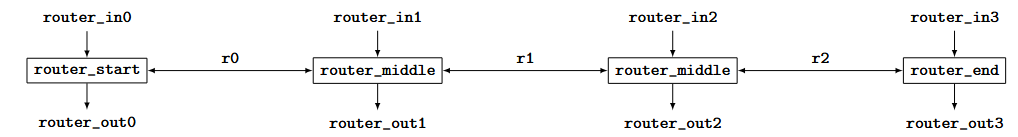 router_in0 router_in1 router_in2 router_in3
r0 r1 r2
router_start router_middle router_middle router_end
router_out0 router_out1 router_out2 router_out3